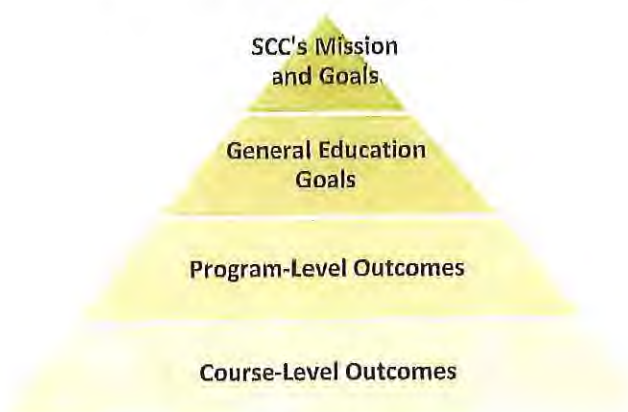 SCC's Mission
and Goals
General Education
Goals
Program-Level Outcomes
Course-Level Outcomes